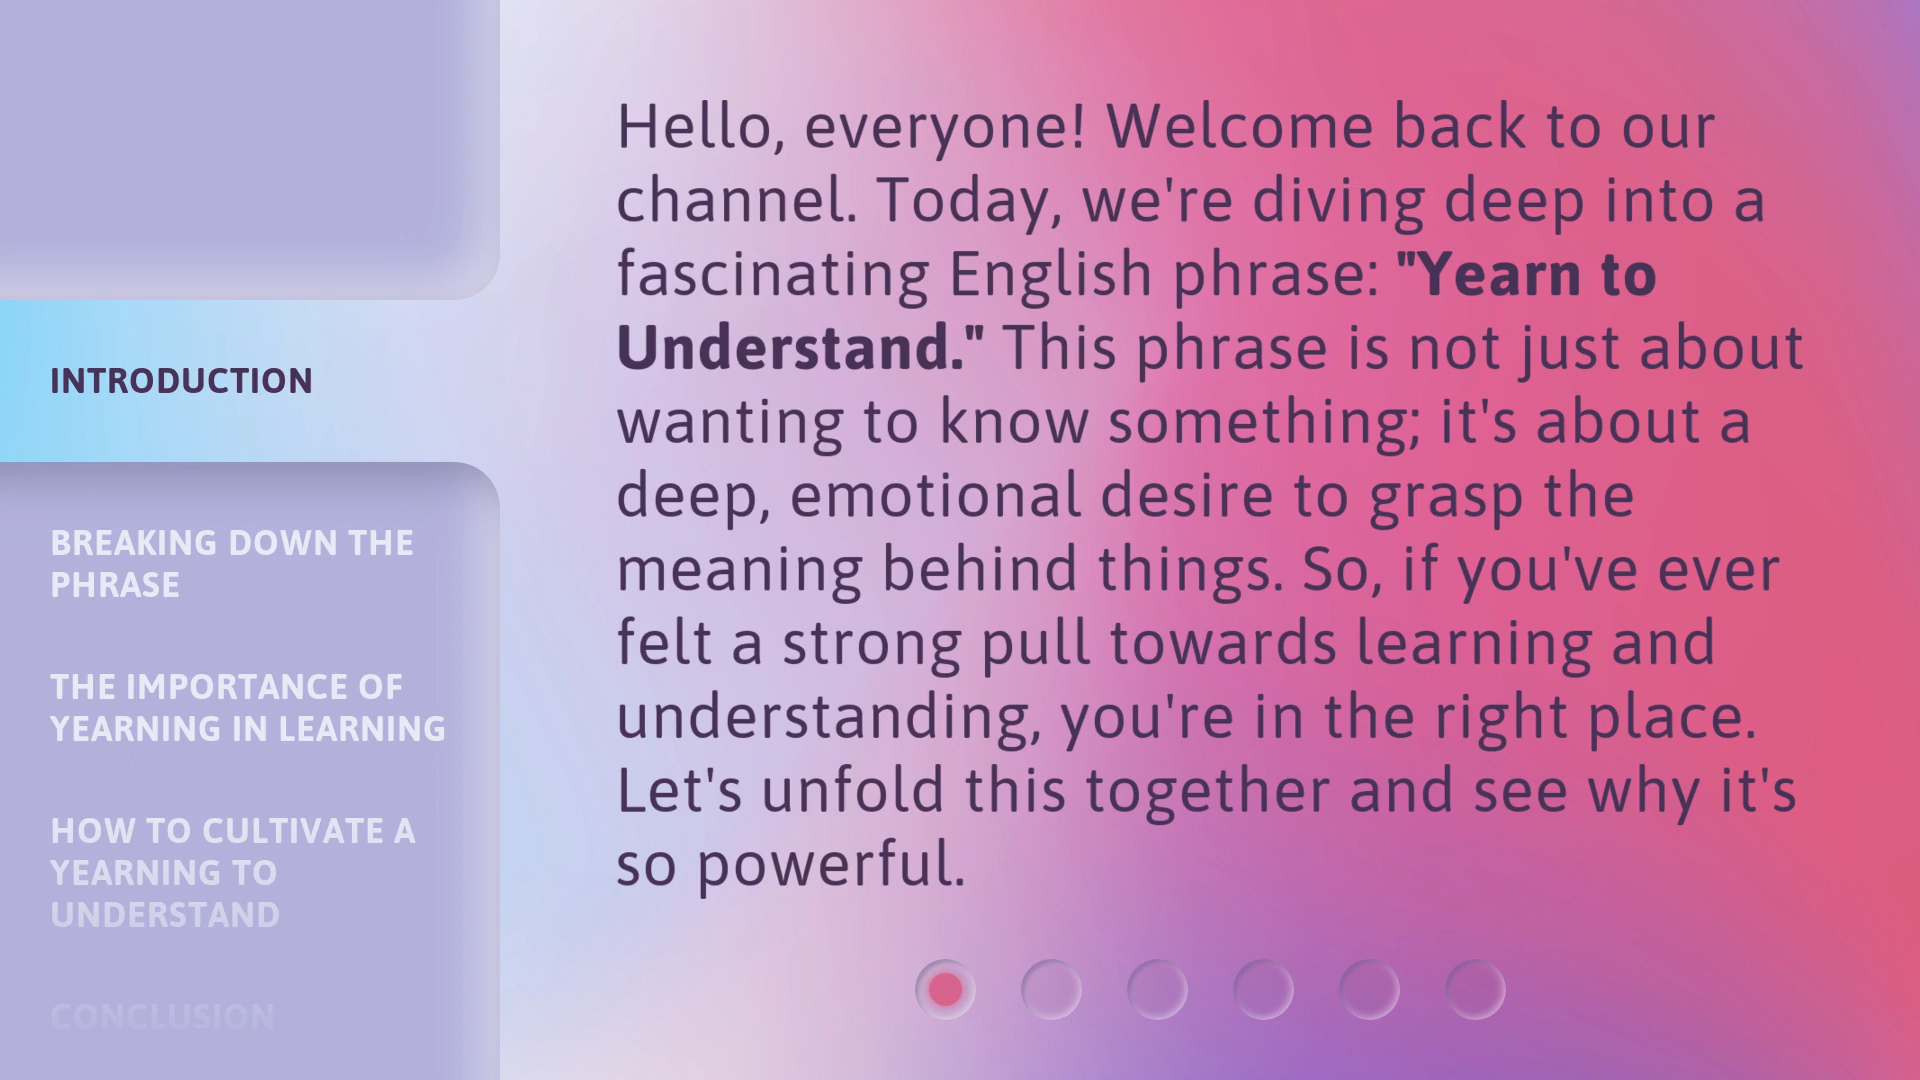 INTRODUCTION
BREAKING DOWN THE
PHRASE
THE IMPORTANCE OF
YEARNING IN LEARNING
HOW TO CULTIVATE A
YEARNING TO
UNDERSTAND
CONCLUSION
Hello, everyone! Welcome back to our
channel. Today, we're diving deep into a
fascinating English phrase: "Yearn to
Understand." This phrase is not just about
wanting to know something; it's about a
deep, emotional desire to grasp the
meaning behind things. So, if you've ever
felt a strong pull towards learning and
understanding, you're in the right place.
Let's unfold this together and see why it's
so powerful.